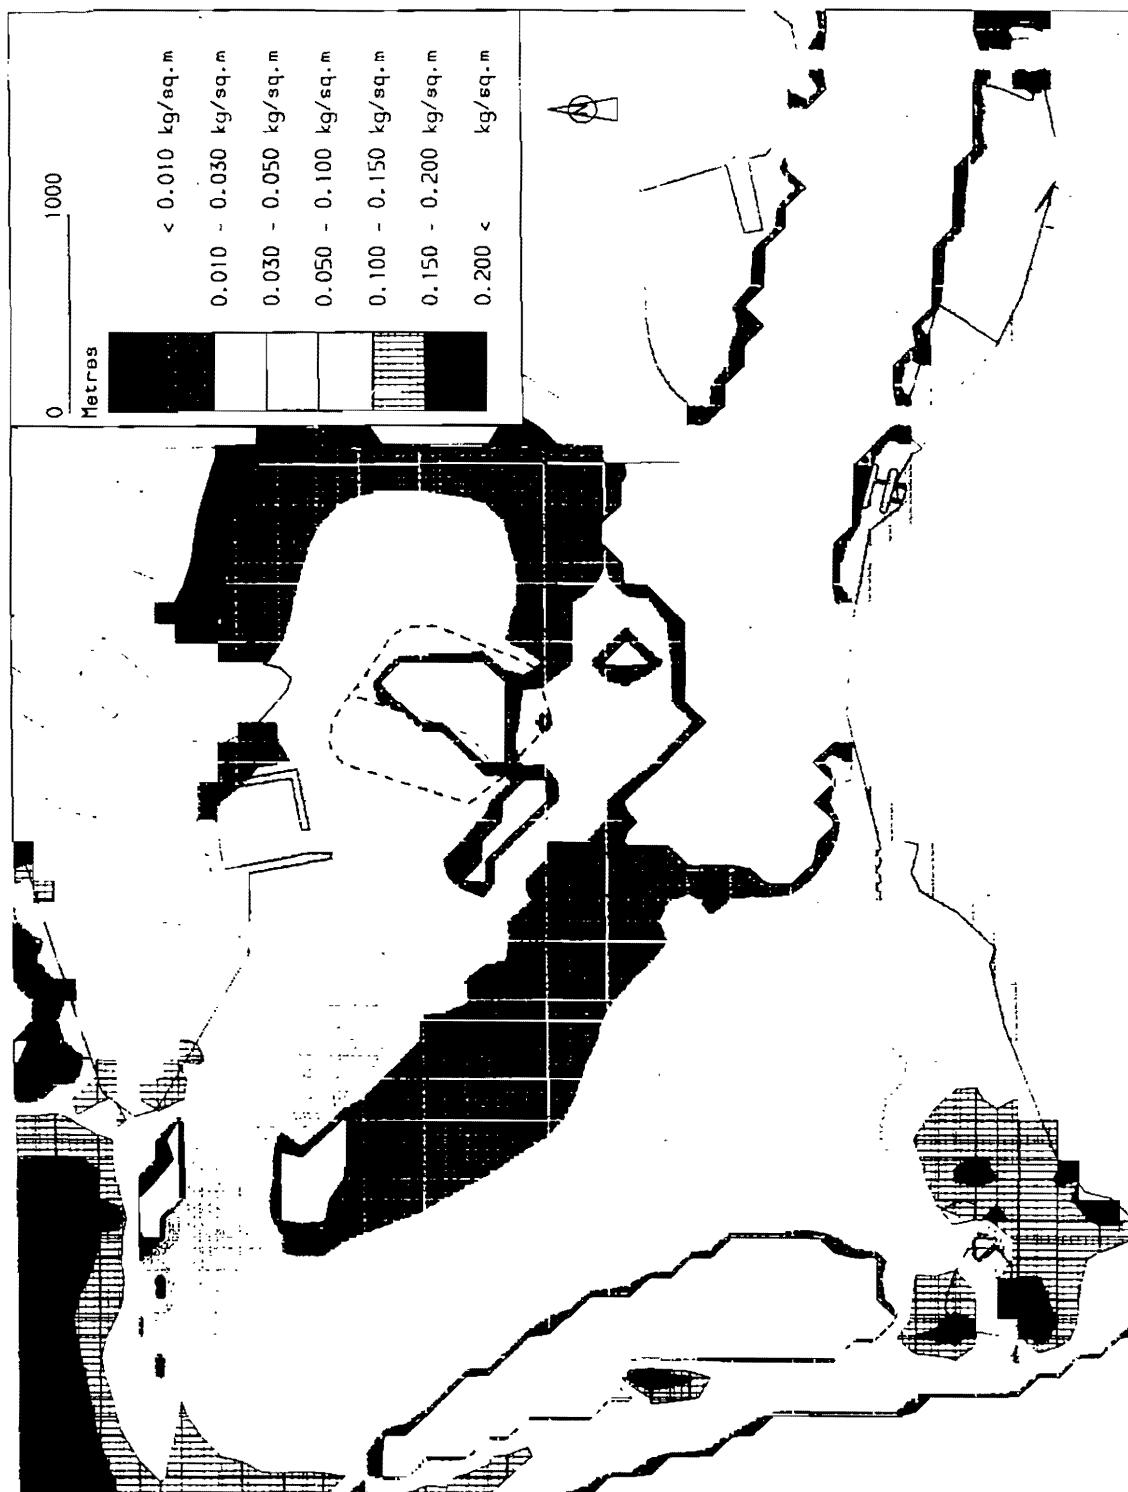 0 1000
Metres
< 0.010 kg/sq.m
0.010 - 0.030 kg/sq.m
0.030 - 0.050 kg/sq.m
0.050 - 0.100 kg/sq.m
0.100 - 0.150 kg/sq.m
0.150 - 0.200 kg/sq.m
0.200 < kg/sq.m
N